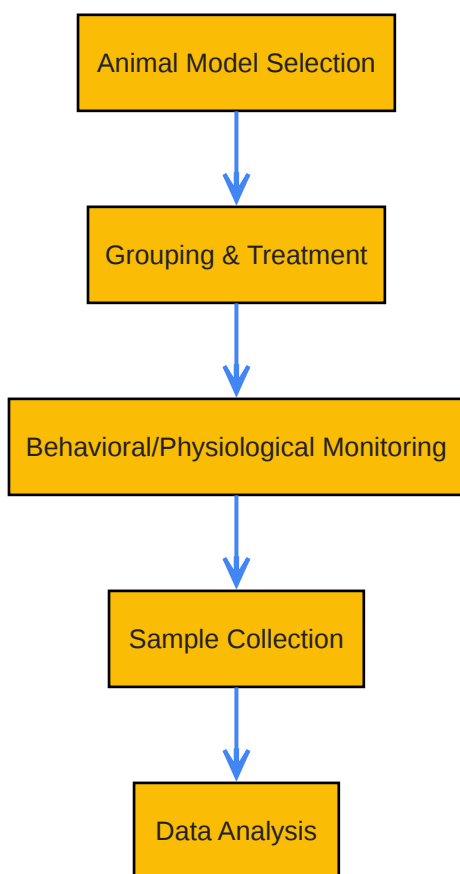 Animal Model Selection
Grouping & Treatment
Behavioral/Physiological Monitoring
Sample Collection
Data Analysis